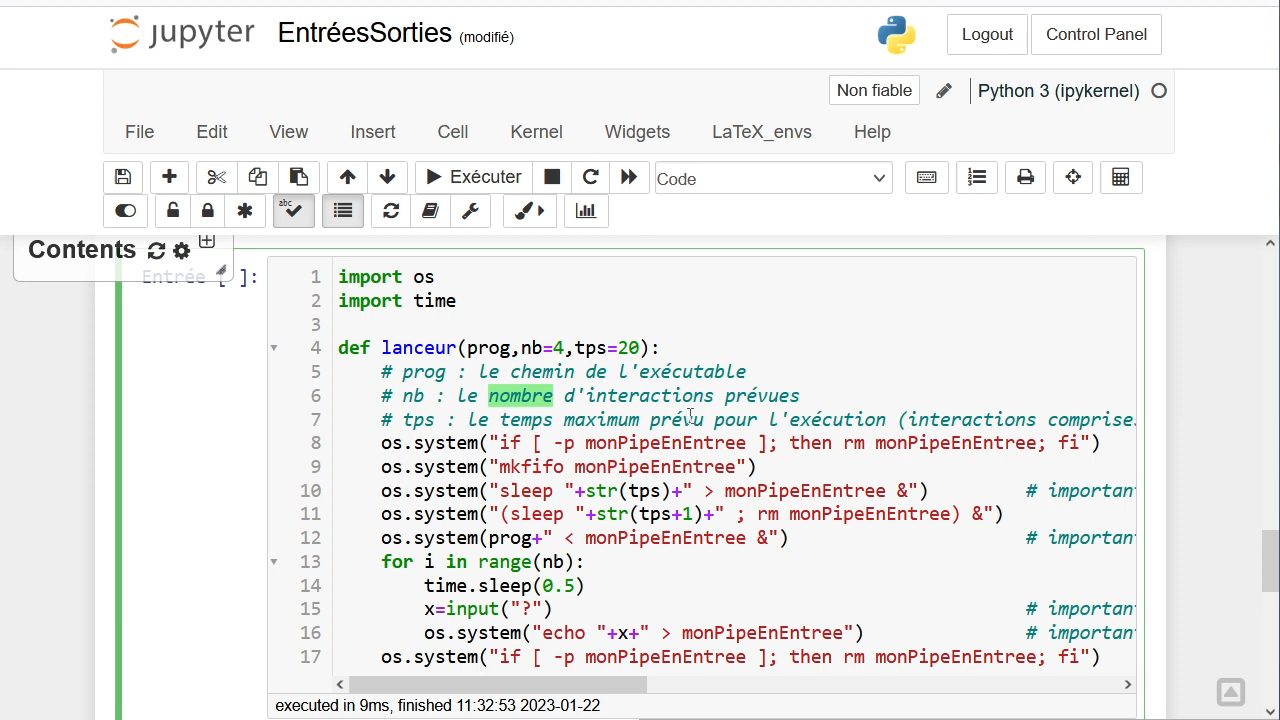 jupyter EntréesSorties (modifié)
Logout Control Panel
Non fiable Python 3 (ipykernel)
File Edit View Insert Cell Kernel Widgets LaTeX_envs Help
Exécuter Code
abc
Contents
Entrée [ ]:
1 import os
2 import time
3
4 def lanceur(prog,nb=4,tps=20):
5 # prog : le chemin de l'exécutable
6 # nb : le nombre d'interactions prévues
7 # tps : le temps maximum prévu pour l'exécution (interactions comprise
8 os.system("if [ -p monPipeEnEntree ]; then rm monPipeEnEntree; fi")
9 os.system("mkfifo monPipeEnEntree")
10 os.system("sleep "+str(tps)+" > monPipeEnEntree &") # importan
11 os.system("(sleep "+str(tps+1)+" ; rm monPipeEnEntree) &")
12 os.system(prog+" < monPipeEnEntree &") # importan
13 for i in range(nb):
14 time.sleep(0.5)
15 x=input("?") # importan
16 os.system("echo "+x+" > monPipeEnEntree") # importan
17 os.system("if [ -p monPipeEnEntree ]; then rm monPipeEnEntree; fi")
executed in 9ms, finished 11:32:53 2023-01-22